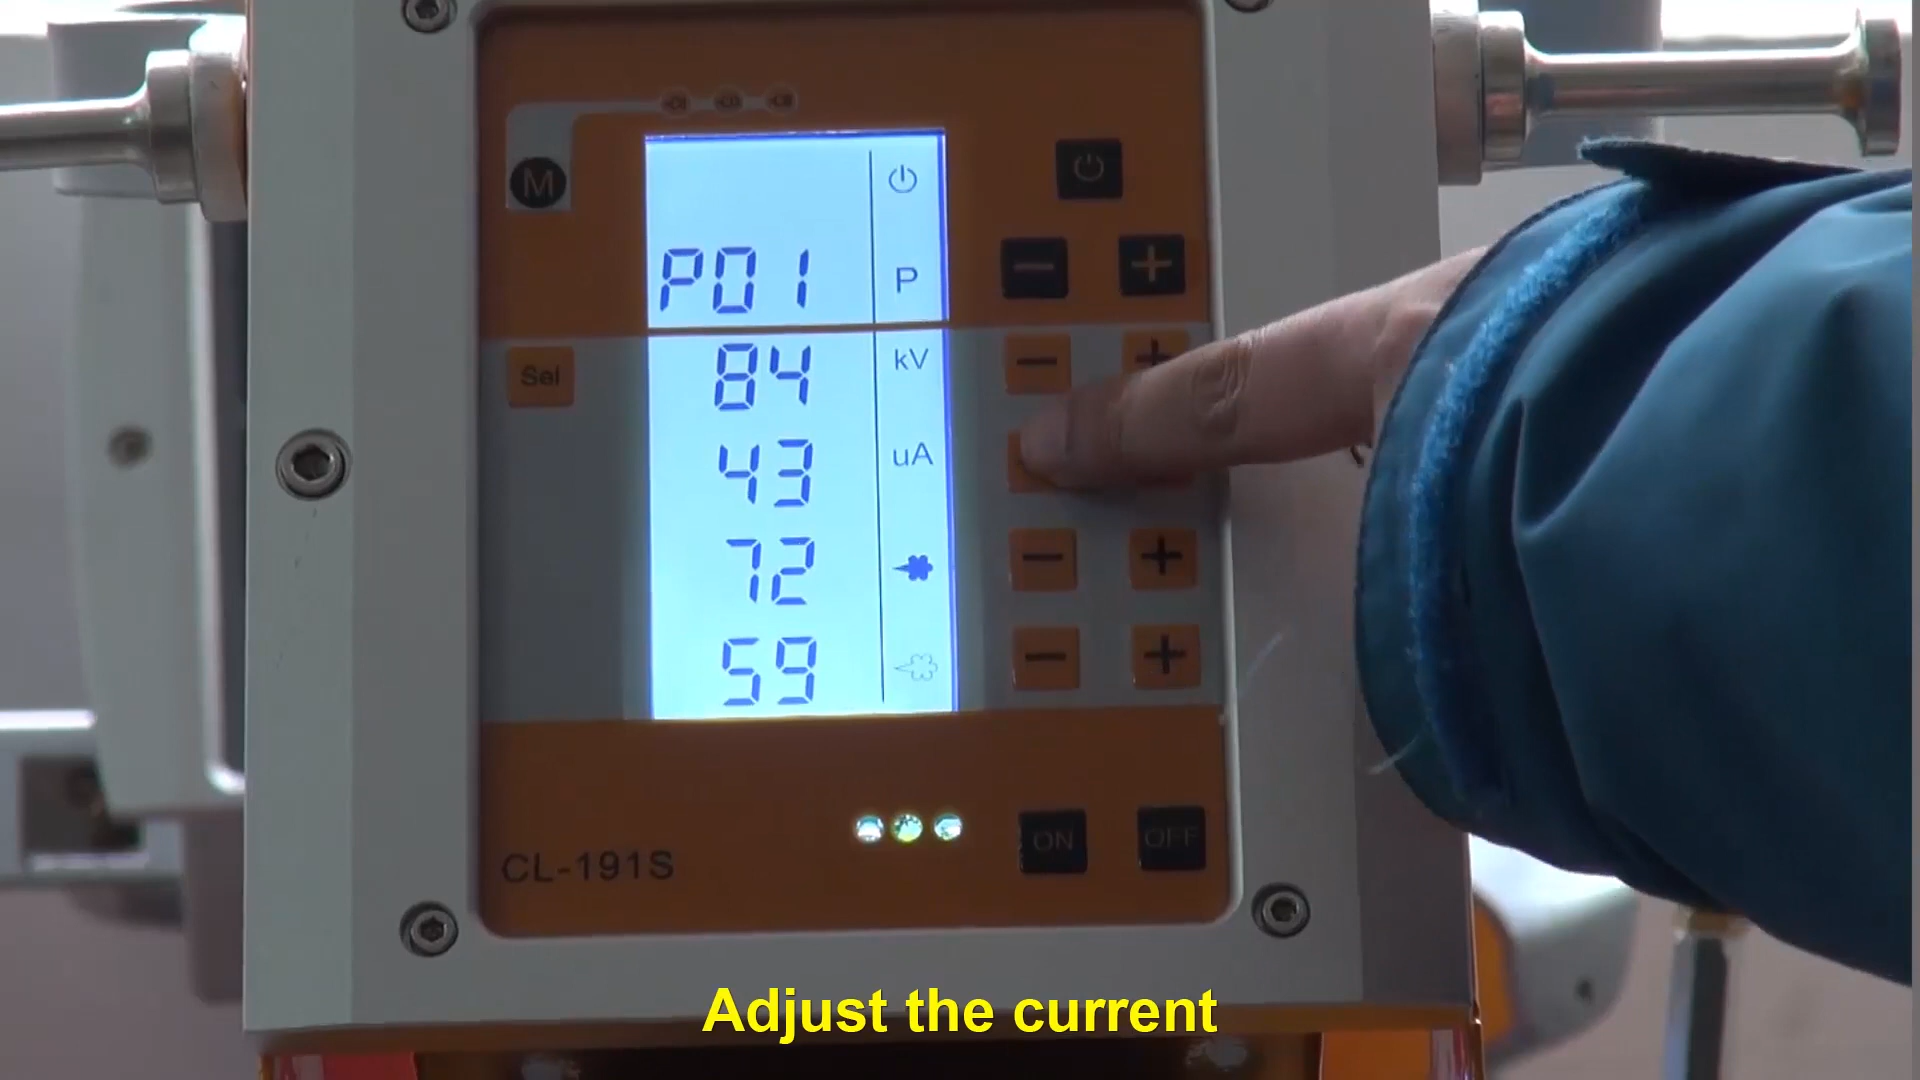 M
P01 P
Sel 84 kV
43 uA
72
59
CL-191S
ON OFF
Adjust the current